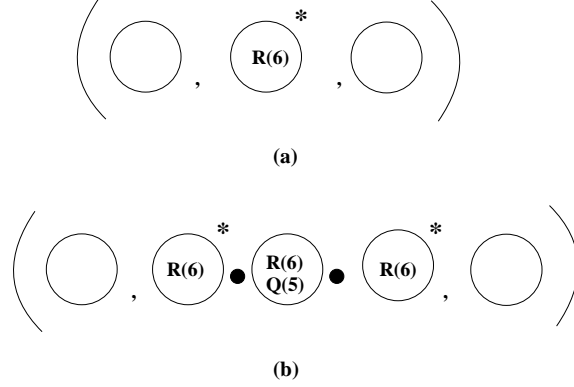 ( , R(6)* , )
(a)
( , R(6)* • R(6) Q(5) • R(6)* , )
(b)